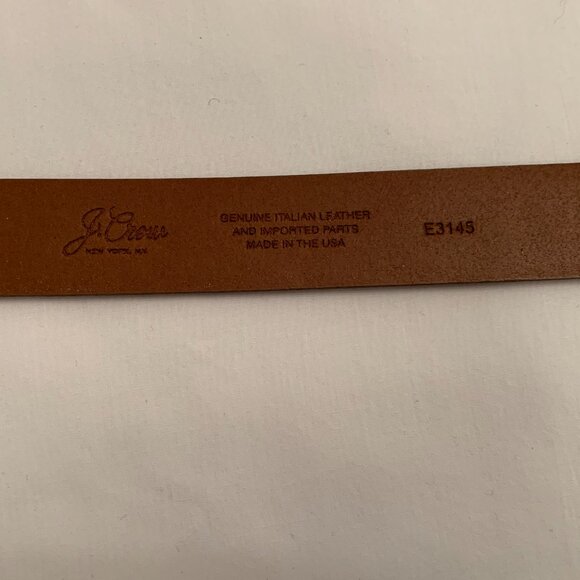 J.Crew
NEW YORK, NY
GENUINE ITALIAN LEATHER
AND IMPORTED PARTS
MADE IN THE USA
E3145